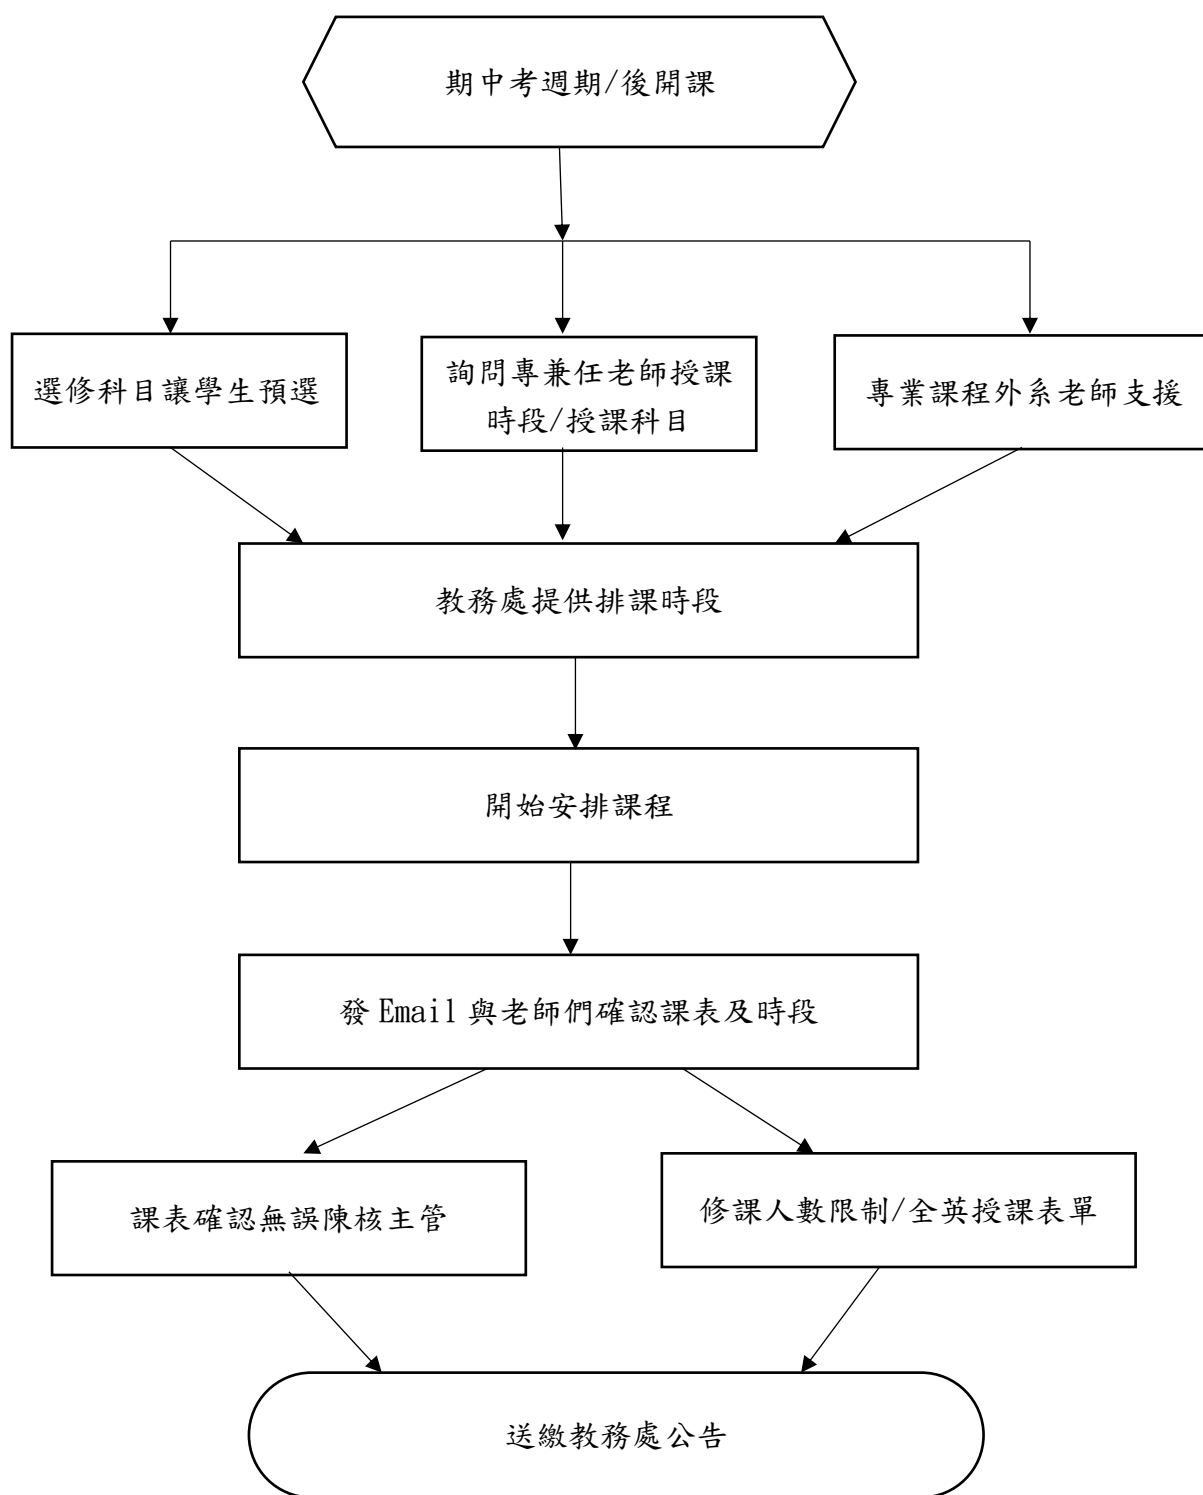 期中考週期/後開課
選修科目讓學生預選
詢問專兼任老師授課
時段/授課科目
專業課程外系老師支援
教務處提供排課時段
開始安排課程
發 Email 與老師們確認課表及時段
課表確認無誤陳核主管
修課人數限制/全英授課表單
送繳教務處公告